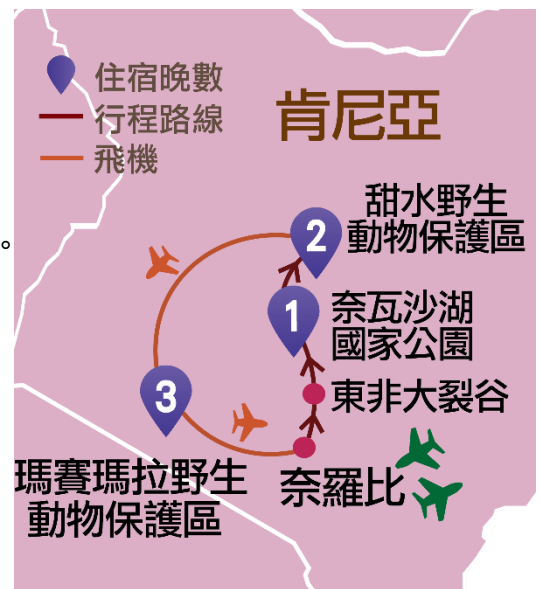 住宿晚數
行程路線
飛機
肯尼亞
甜水野生
動物保護區
2
。
奈瓦沙湖
國家公園
1
東非大裂谷
3
瑪賽瑪拉野生
動物保護區
奈羅比